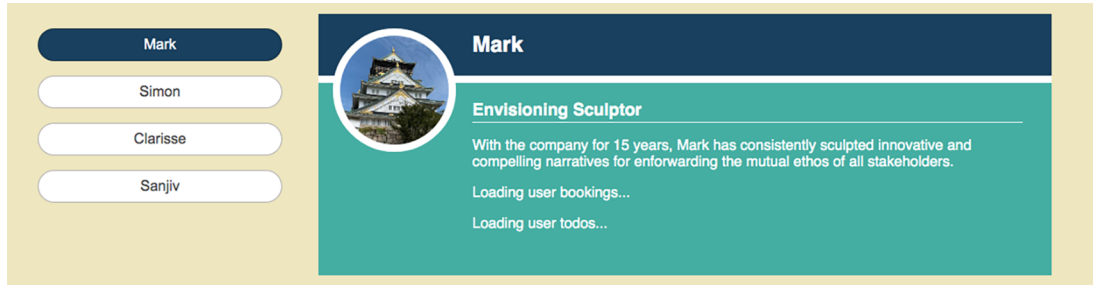 Mark
Simon
Clarisse
Sanjiv
Mark
Envisioning Sculptor
With the company for 15 years, Mark has consistently sculpted innovative and
compelling narratives for enforwarding the mutual ethos of all stakeholders.
Loading user bookings...
Loading user todos...